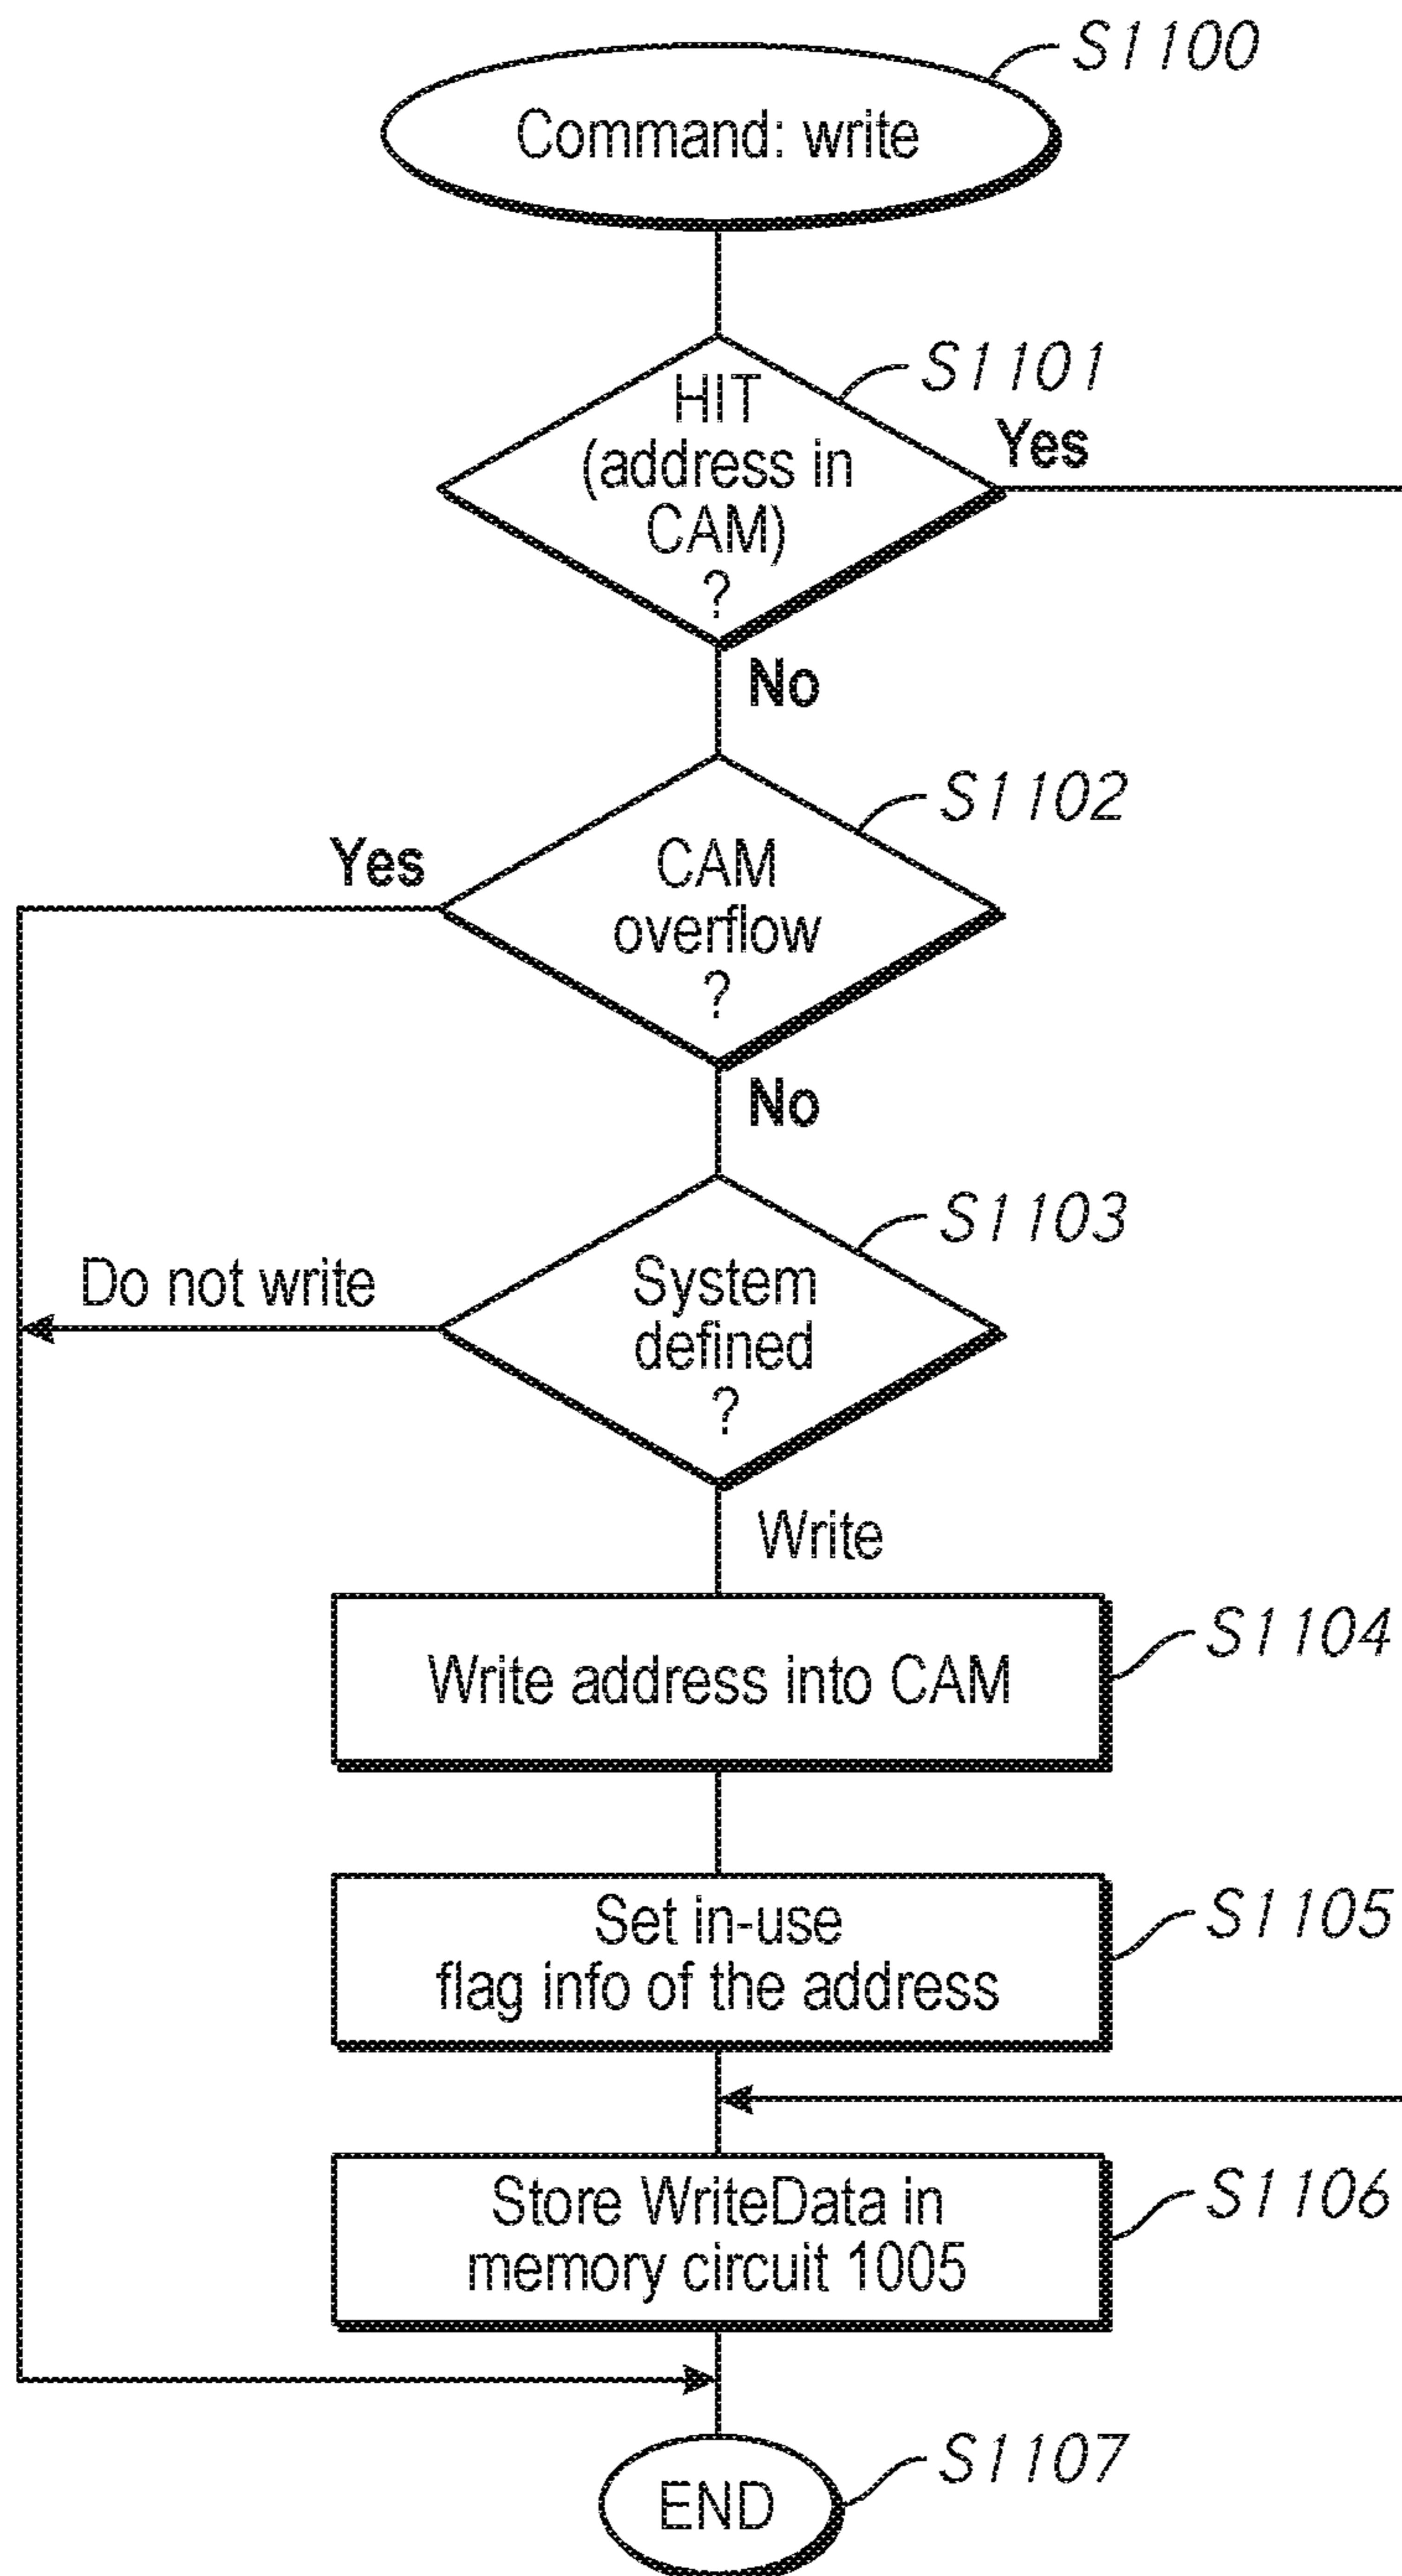 S1100
Command: write
S1101
HIT
(address in
CAM)
?
Yes
No
S1102
Yes
CAM
overflow
?
No
S1103
Do not write
System
defined
?
Write
S1104
Write address into CAM
S1105
Set in-use
flag info of the address
S1106
Store WriteData in
memory circuit 1005
S1107
END